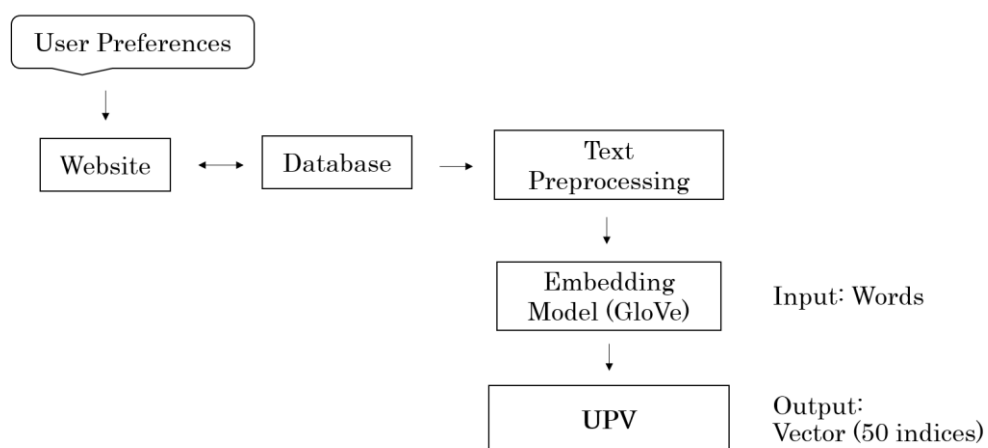 User Preferences
Website
Database
Text
Preprocessing
Embedding
Model (GloVe)
Input: Words
UPV
Output:
Vector (50 indices)